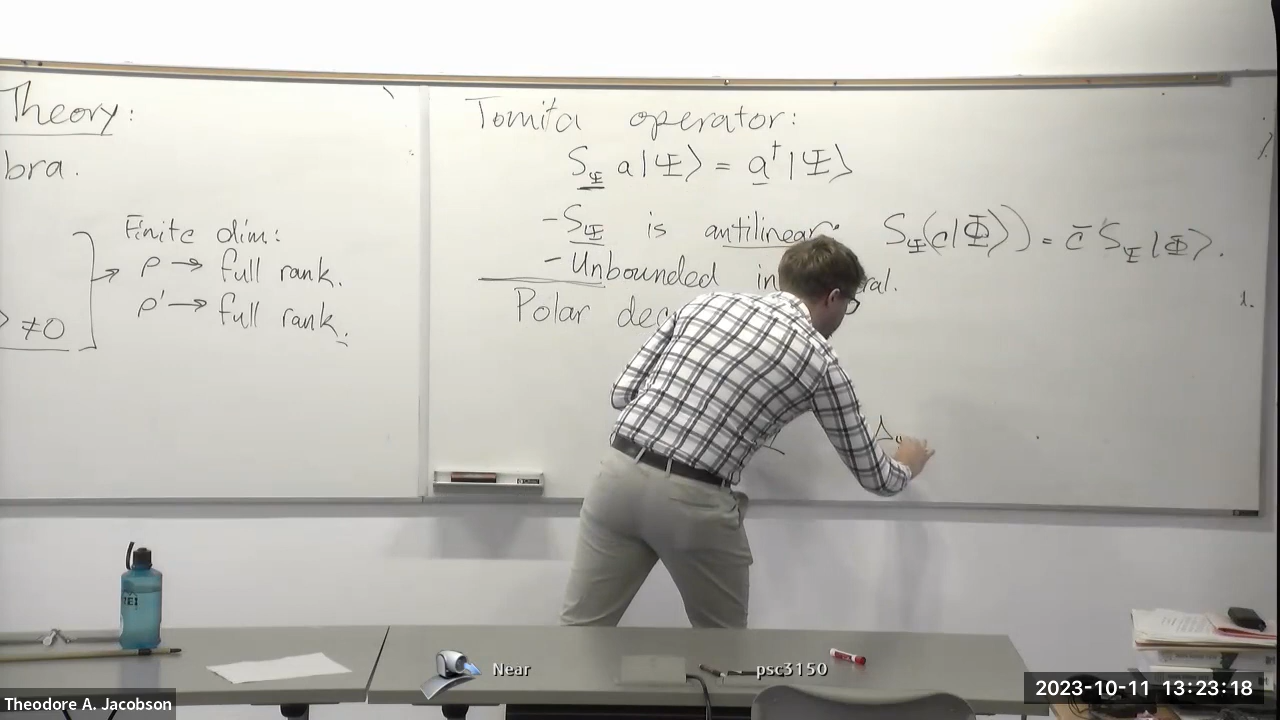 Theory:
bra.
Finite dim:
ρ → full rank.
ρ' → full rank.
⟩ ≠0
Tomita operator:
S_Ψ a|Ψ⟩ = a†|Ψ⟩
-S_Ψ is antilinear: S_Ψ(c|Φ⟩) = c̄ S_Ψ|Φ⟩.
- Unbounded in
ral.
Polar dec
Near
psc3150
2023-10-11 13:23:18
Theodore A. Jacobson